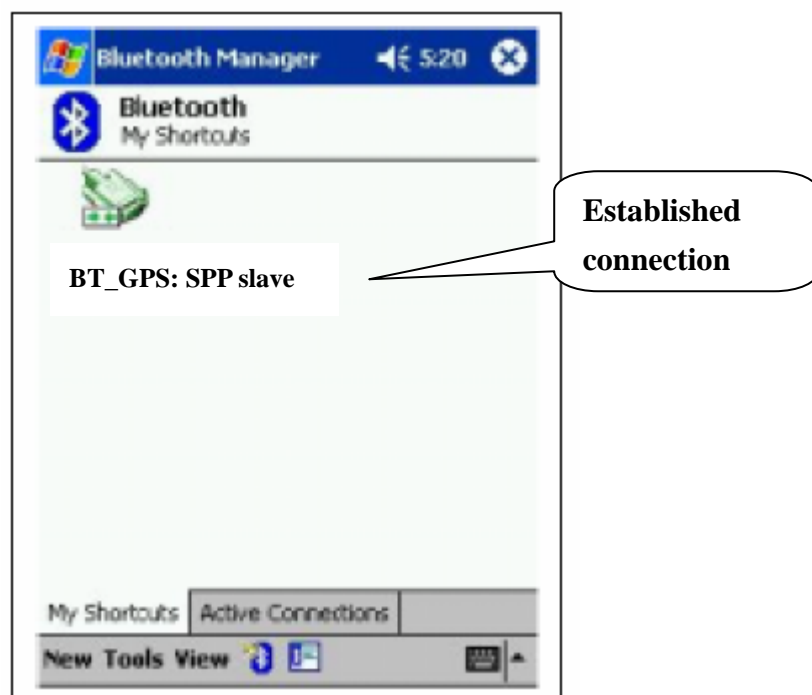 Bluetooth Manager 5:20
Bluetooth
My Shortcuts
BT_GPS: SPP slave
Established
connection
My Shortcuts Active Connections
New Tools View